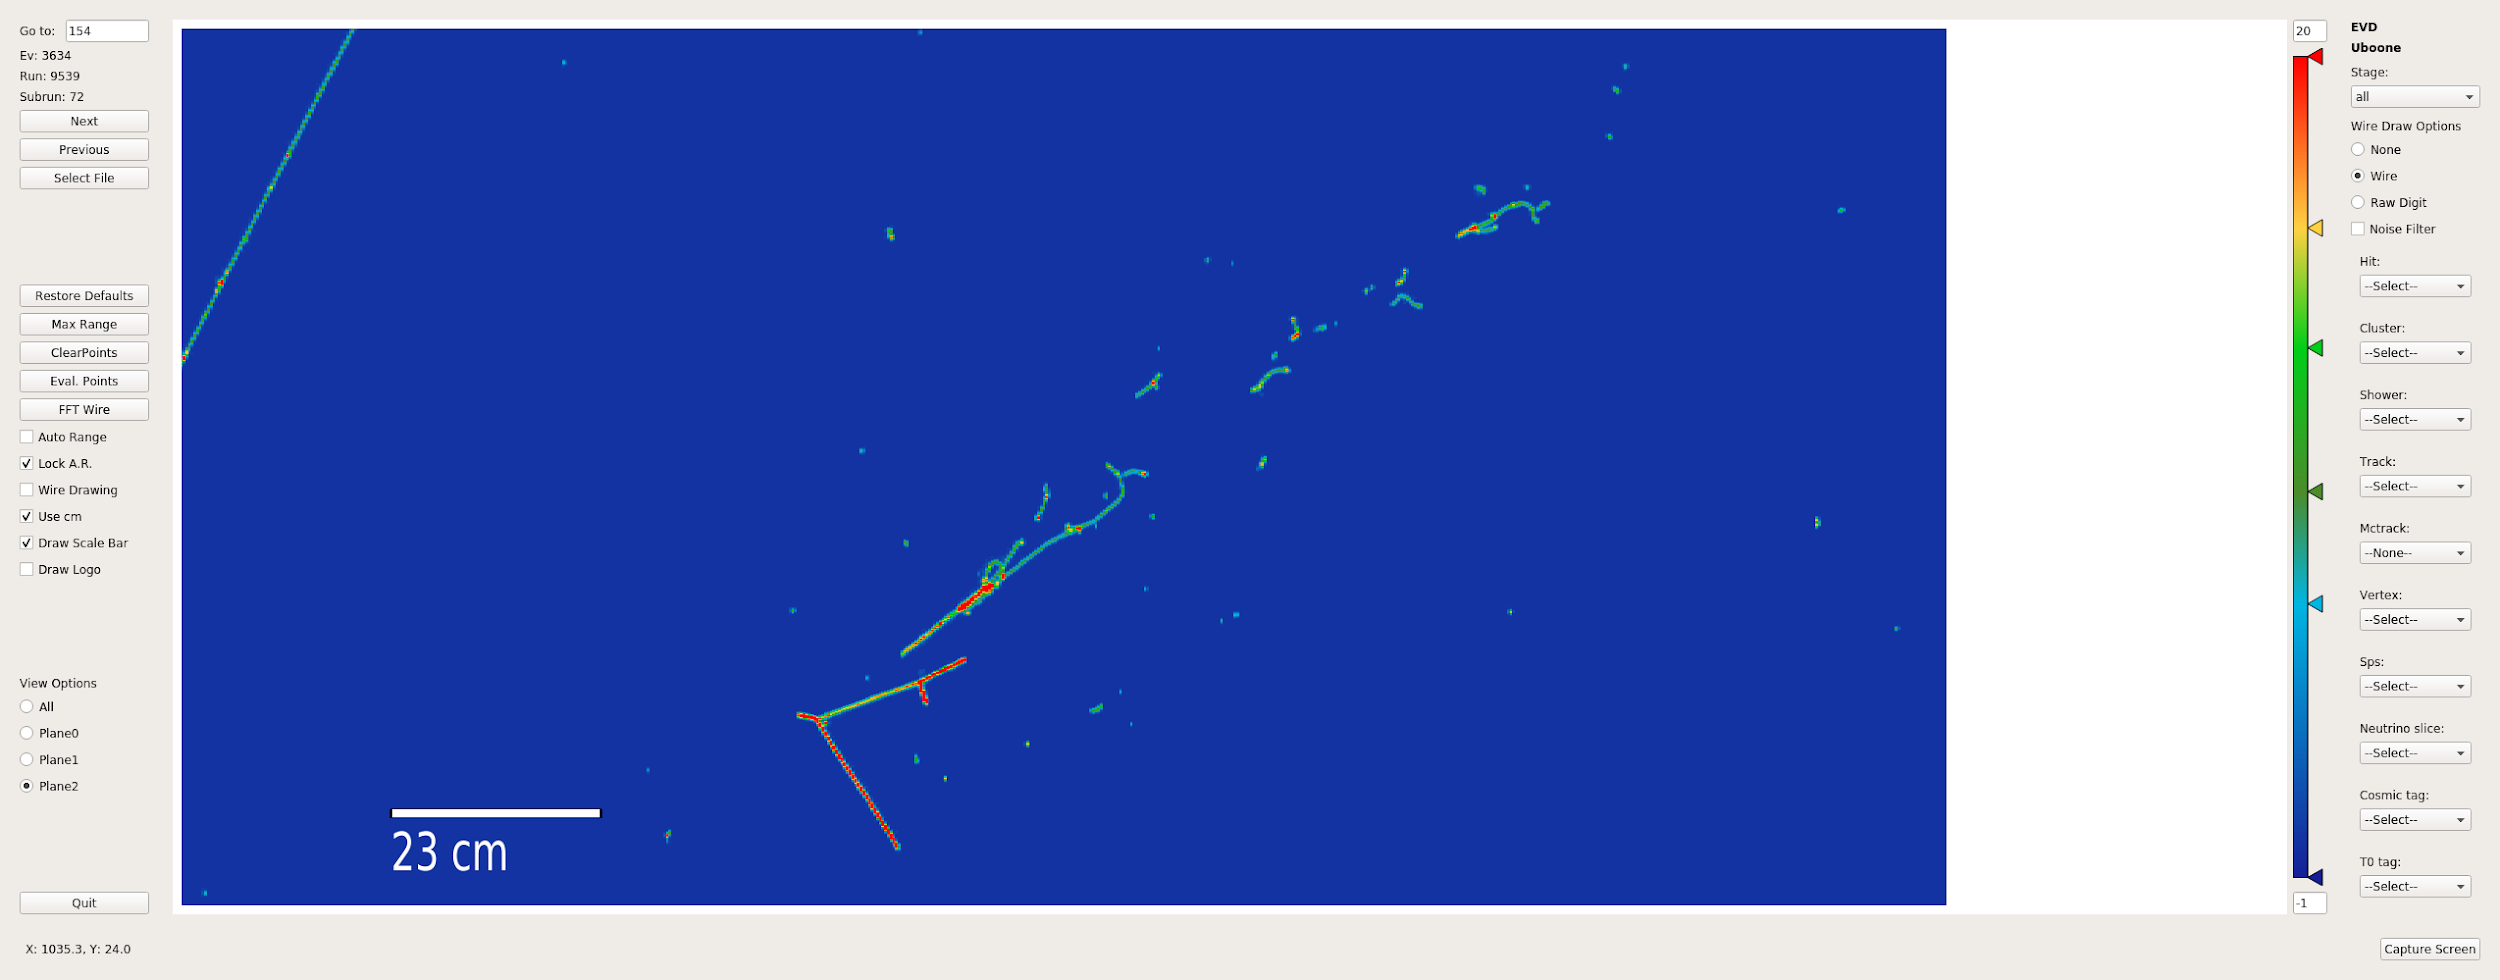 Go to: 154
Ev: 3634
Run: 9539
Subrun: 72
Next
Previous
Select File
Restore Defaults
Max Range
ClearPoints
Eval. Points
FFT Wire
Auto Range
Lock A.R.
Wire Drawing
Use cm
Draw Scale Bar
Draw Logo
View Options
All
Plane0
Plane1
Plane2
Quit
X: 1035.3, Y: 24.0
23 cm
20
-1
EVD
Uboone
Stage:
all
Wire Draw Options
None
Wire
Raw Digit
Noise Filter
Hit:
--Select--
Cluster:
--Select--
Shower:
--Select--
Track:
--Select--
Mctrack:
--None--
Vertex:
--Select--
Sps:
--Select--
Neutrino slice:
--Select--
Cosmic tag:
--Select--
T0 tag:
--Select--
Capture Screen